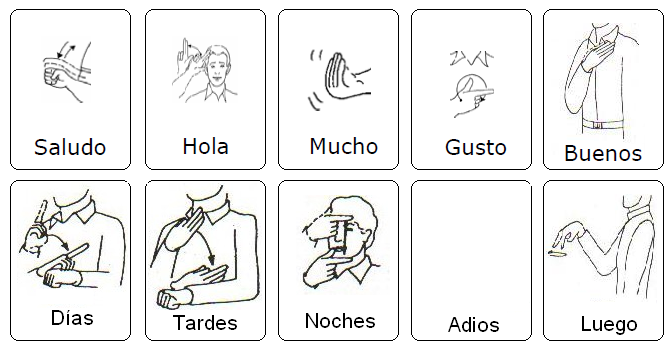 Saludo
Hola
Mucho
Gusto
Buenos
Días
Tardes
Noches
Adios
Luego